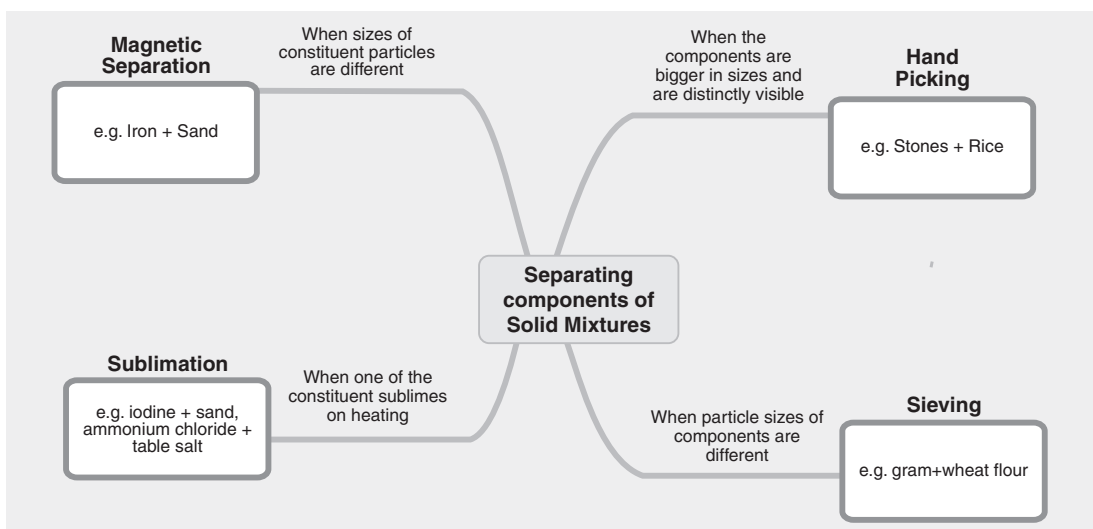 Magnetic
Separation
When sizes of
constituent particles
are different
e.g. Iron + Sand
When the
components are
bigger in sizes and
are distinctly visible
Hand
Picking
e.g. Stones + Rice
Separating
components of
Solid Mixtures
Sublimation
When one of the
constituent sublimes
on heating
e.g. iodine + sand,
ammonium chloride +
table salt
When particle sizes of
components are
different
Sieving
e.g. gram+wheat flour